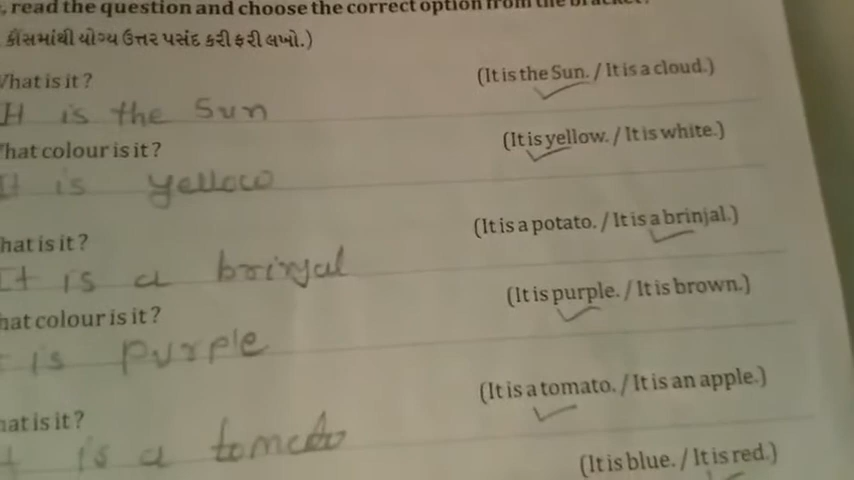 , read the question and choose the correct option from the bracket.
કૌંસમાંથી યોગ્ય ઉત્તર પસંદ કરી ફરી લખો.)
What is it? (It is the Sun. / It is a cloud.)
It is the Sun
What colour is it? (It is yellow. / It is white.)
It is yellow
hat is it? (It is a potato. / It is a brinjal.)
It is a brinjal
hat colour is it? (It is purple. / It is brown.)
is purple
hat is it? (It is a tomato. / It is an apple.)
is a tomato
(It is blue. / It is red.)